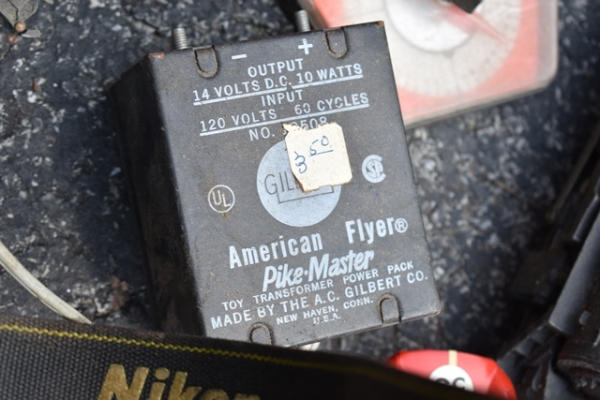 − +
OUTPUT
14 VOLTS D.C. 10 WATTS
INPUT
120 VOLTS 60 CYCLES
NO. 508
3 50
GIL
UL
American Flyer®
Pike-Master
TOY TRANSFORMER POWER PACK
MADE BY THE A.C. GILBERT CO.
NEW HAVEN, CONN.
U.S.A.
Nikon